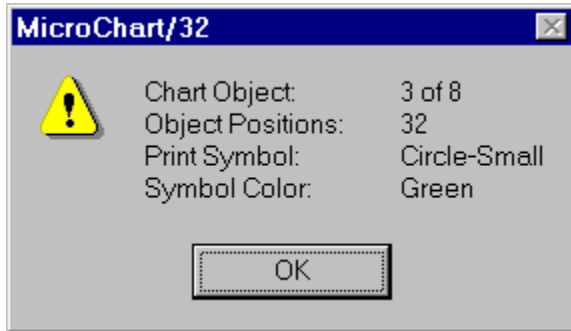 MicroChart/32
Chart Object: 3 of 8
Object Positions: 32
Print Symbol: Circle-Small
Symbol Color: Green
OK